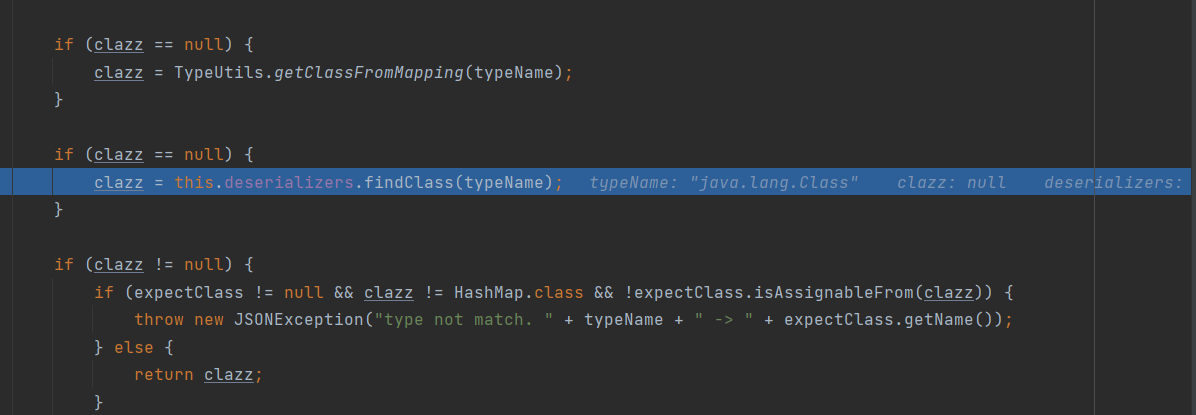 if (clazz == null) {
clazz = TypeUtils.getClassFromMapping(typeName);
}
if (clazz == null) {
clazz = this.deserializers.findClass(typeName); typeName: "java.lang.Class" clazz: null deserializers:
}
if (clazz != null) {
if (expectClass != null && clazz != HashMap.class && !expectClass.isAssignableFrom(clazz)) {
throw new JSONException("type not match. " + typeName + " -> " + expectClass.getName());
} else {
return clazz;
}